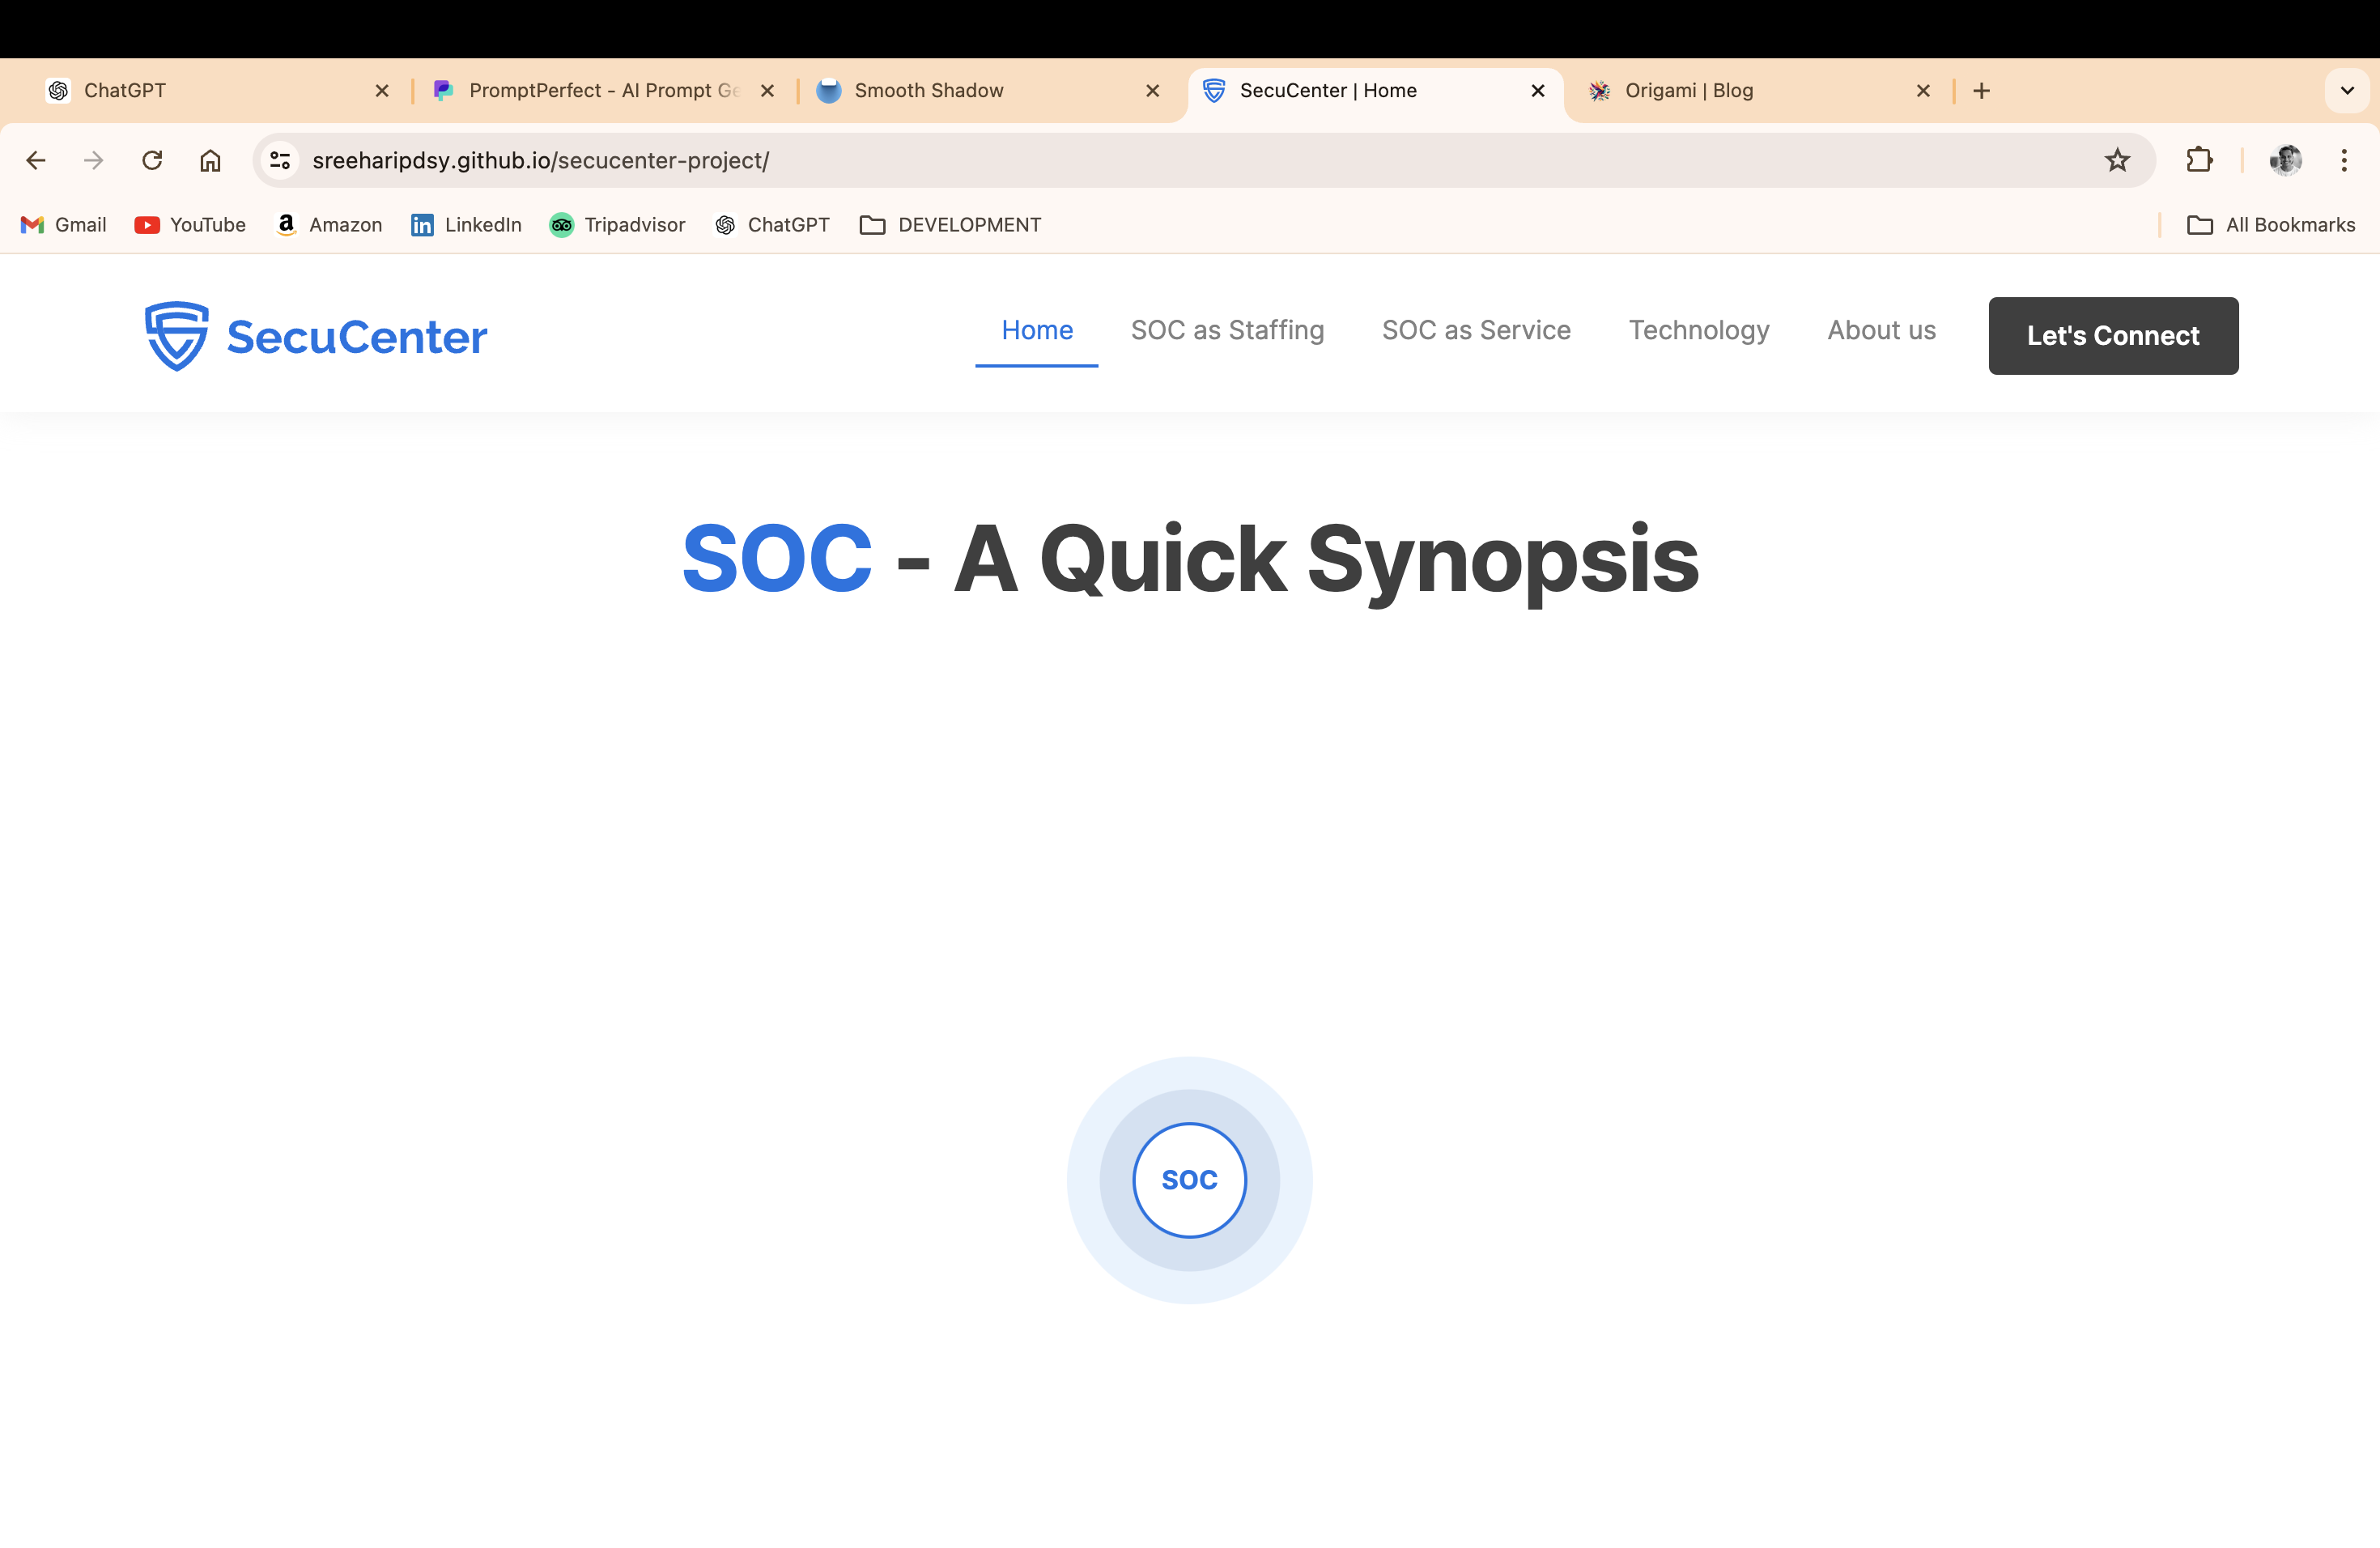 ChatGPT
PromptPerfect - AI Prompt Ge
Smooth Shadow
SecuCenter | Home
Origami | Blog
sreeharipdsy.github.io/secucenter-project/
Gmail
YouTube
Amazon
LinkedIn
Tripadvisor
ChatGPT
DEVELOPMENT
All Bookmarks
SecuCenter
Home
SOC as Staffing
SOC as Service
Technology
About us
Let's Connect
SOC - A Quick Synopsis
SOC